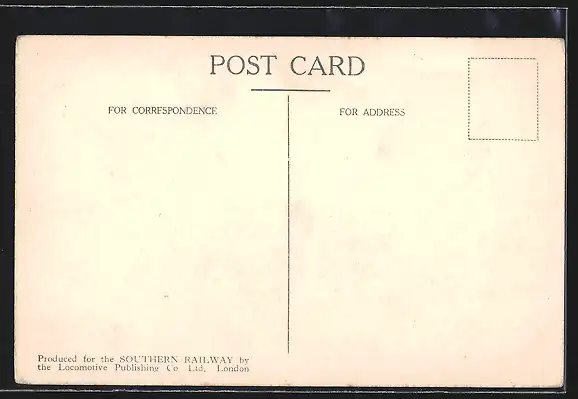 POST CARD
FOR CORRESPONDENCE
FOR ADDRESS
Produced for the SOUTHERN RAILWAY by
the Locomotive Publishing Co Ltd, London